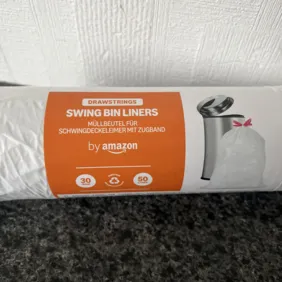 DRAWSTRINGS
SWING BIN LINERS
MÜLLBEUTEL FÜR
SCHWINGDECKELEIMER MIT ZUGBAND
by amazon
30
50